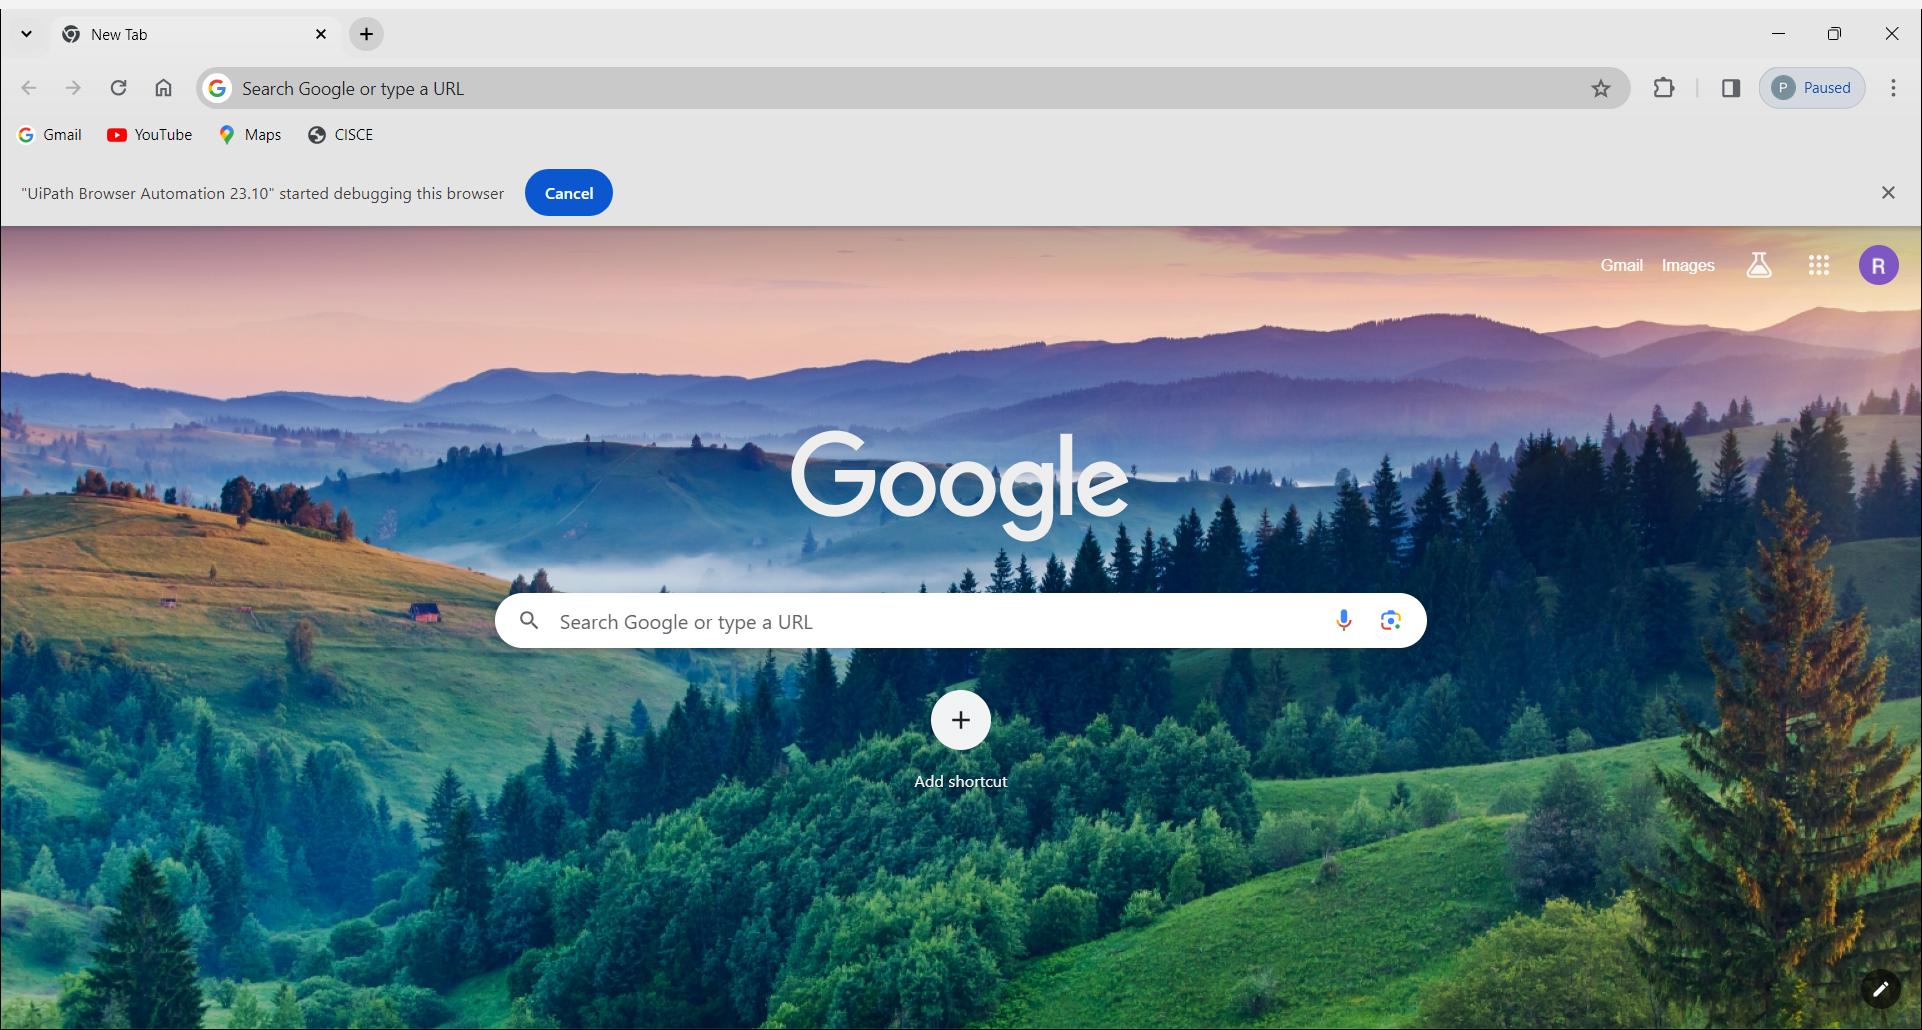 New Tab
Search Google or type a URL
P Paused
Gmail YouTube Maps CISCE
"UiPath Browser Automation 23.10" started debugging this browser Cancel
Gmail Images R
Google
Search Google or type a URL
Add shortcut